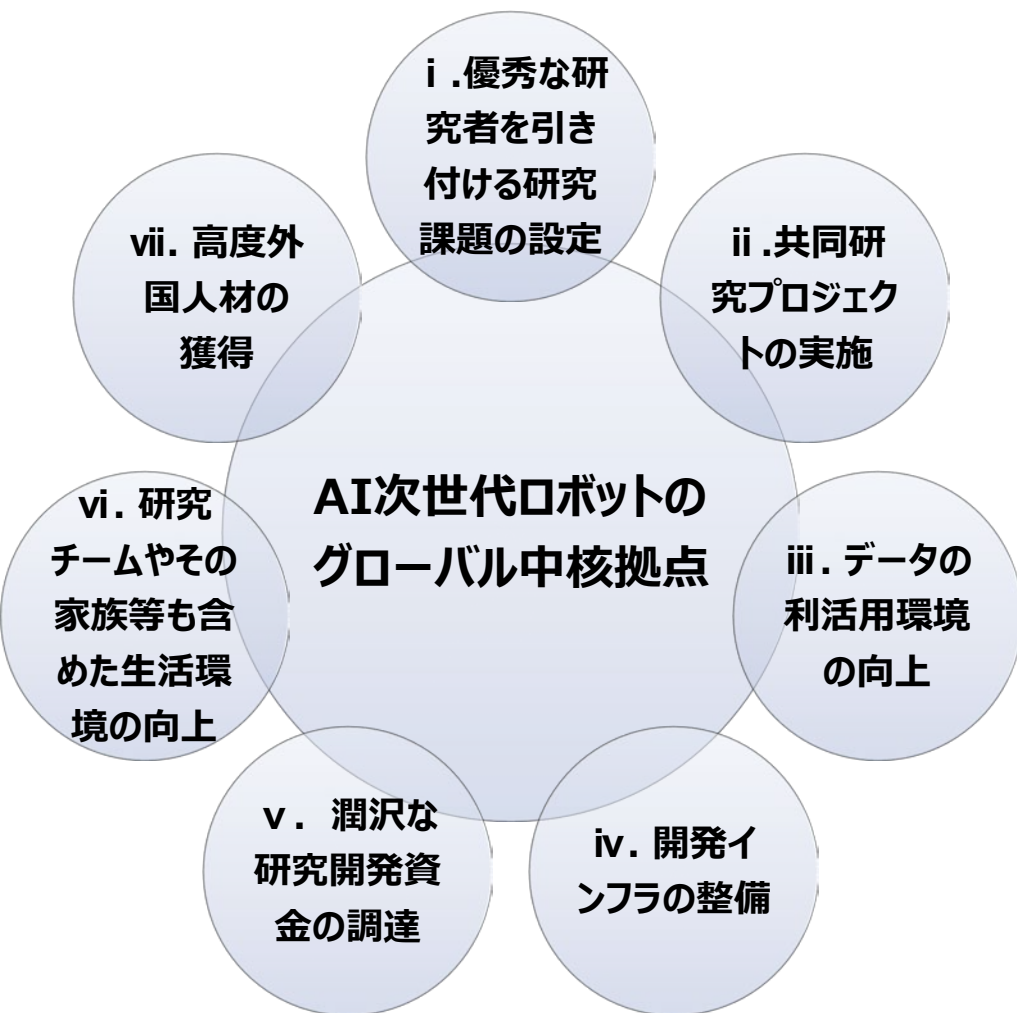 ⅰ.優秀な研
究者を引き
付ける研究
課題の設定
ⅱ.共同研
究プロジェク
トの実施
ⅲ. データの
利活用環境
の向上
ⅳ. 開発イ
ンフラの整備
ⅴ. 潤沢な
研究開発資
金の調達
ⅵ. 研究
チームやその
家族等も含
めた生活環
境の向上
ⅶ. 高度外
国人材の
獲得
AI次世代ロボットの
グローバル中核拠点